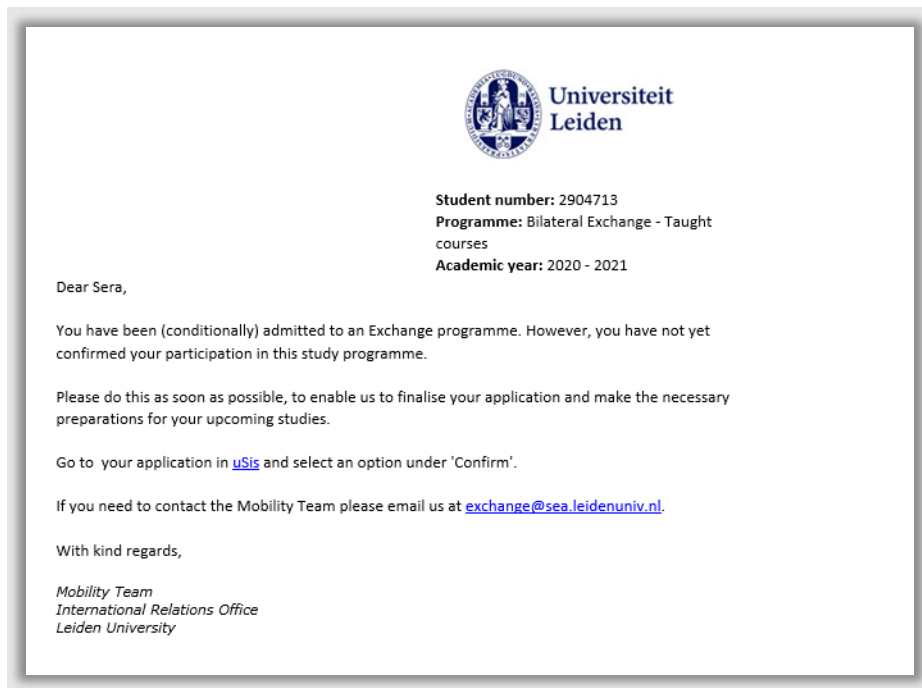 Universiteit
Leiden
Student number: 2904713
Programme: Bilateral Exchange - Taught
courses
Academic year: 2020 - 2021
Dear Sera,
You have been (conditionally) admitted to an Exchange programme. However, you have not yet
confirmed your participation in this study programme.
Please do this as soon as possible, to enable us to finalise your application and make the necessary
preparations for your upcoming studies.
Go to  your application in uSis and select an option under 'Confirm'.
If you need to contact the Mobility Team please email us at exchange@sea.leidenuniv.nl.
With kind regards,
Mobility Team
International Relations Office
Leiden University